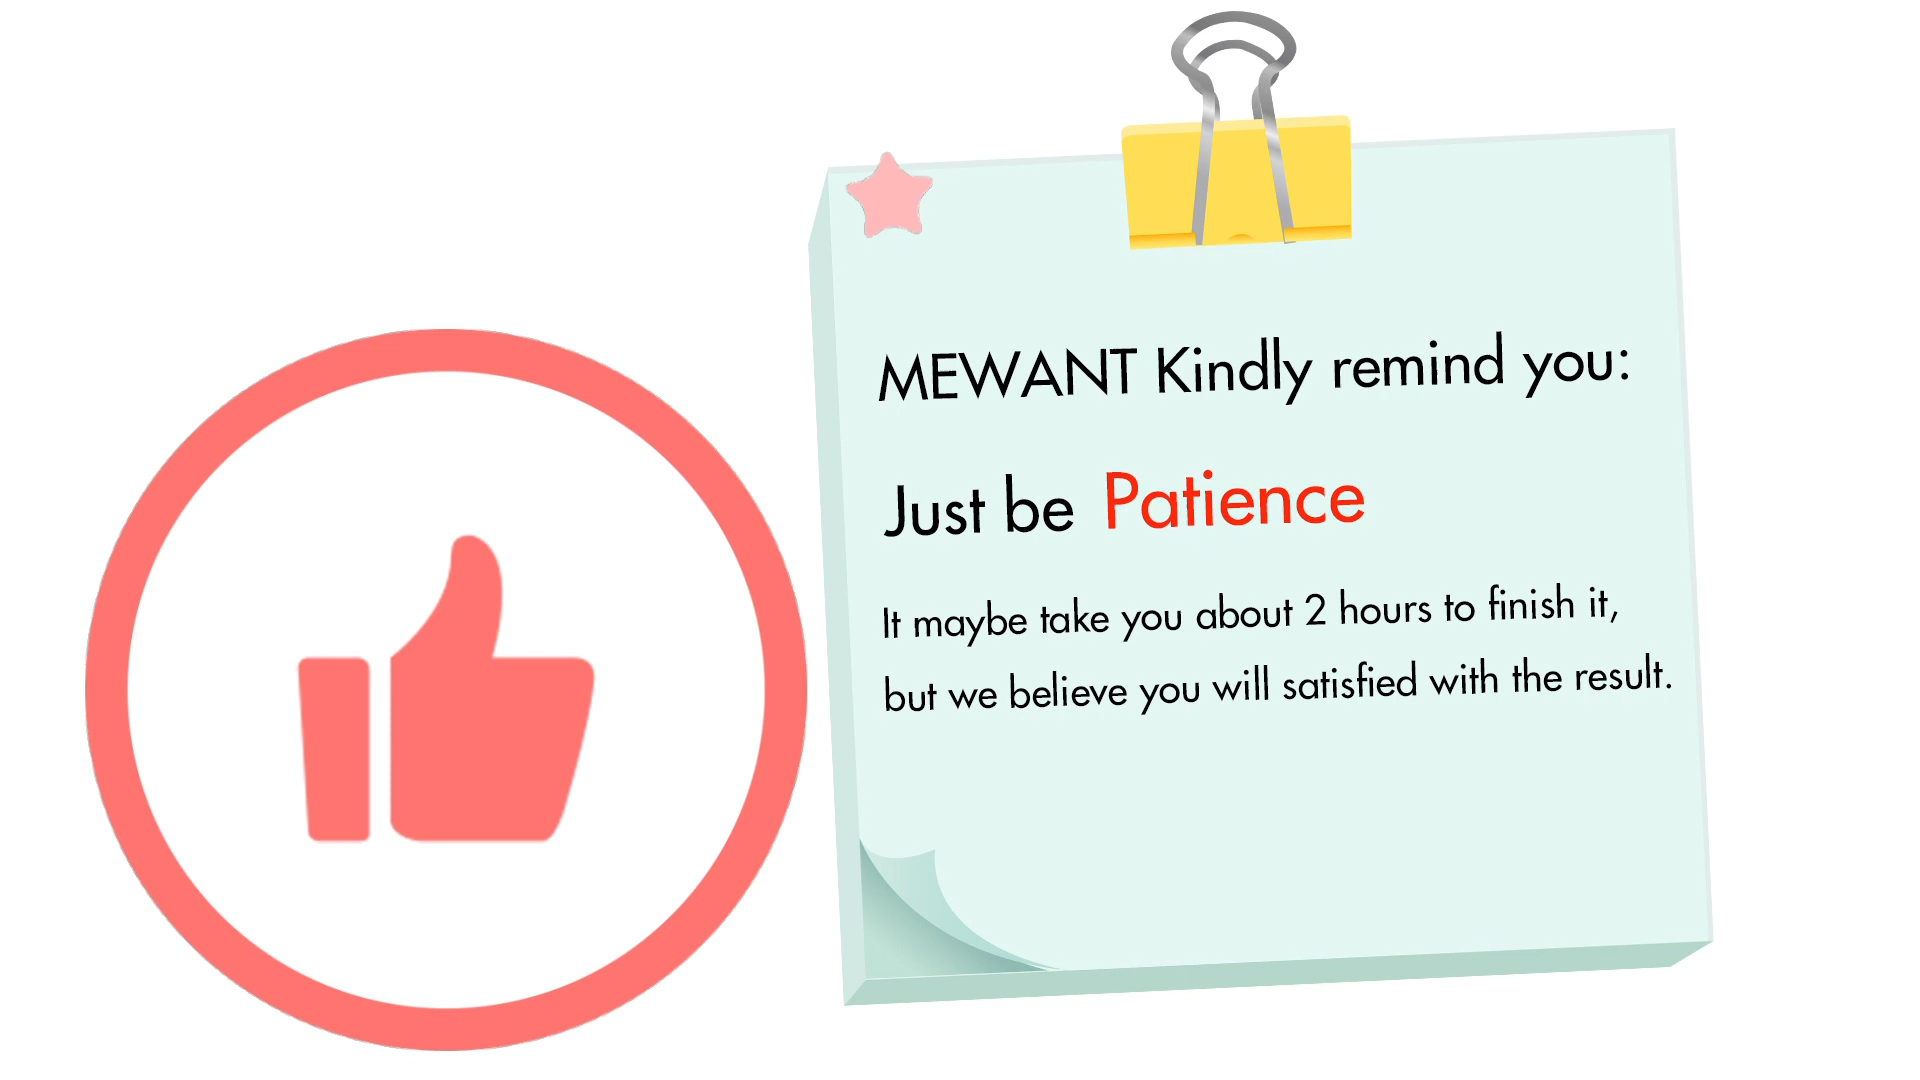 MEWANT Kindly remind you:
Just be Patience
It maybe take you about 2 hours to finish it,
but we believe you will satisfied with the result.